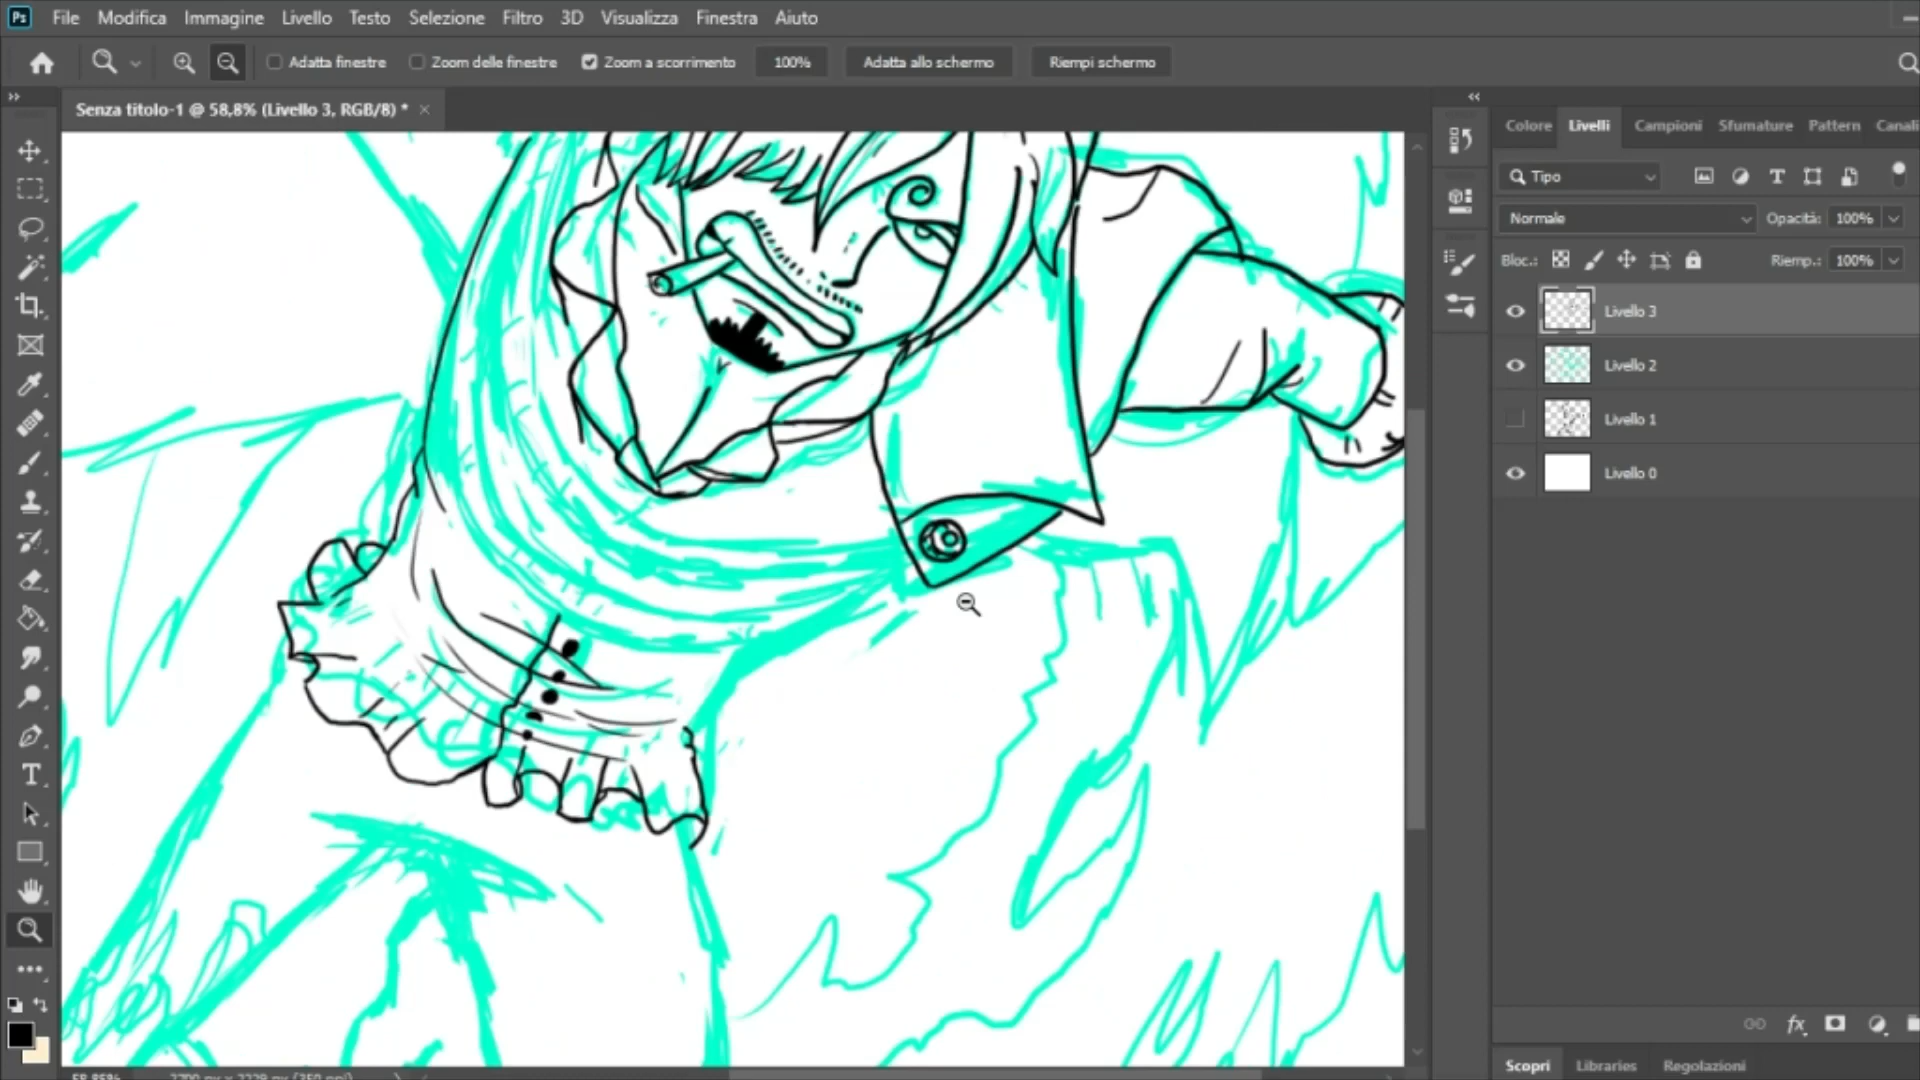 Ps File Modifica Immagine Livello Testo Selezione Filtro 3D Visualizza Finestra Aiuto
Adatta finestre Zoom delle finestre Zoom a scorrimento 100% Adatta allo schermo Riempi schermo
Senza titolo-1 @ 58,8% (Livello 3, RGB/8) *
Colore Livelli Campioni Sfumature Pattern Canali
Tipo
Normale Opacità: 100%
Bloc.: Riemp.: 100%
Livello 3
Livello 2
Livello 1
Livello 0
fx
Scopri Libraries Regolazioni